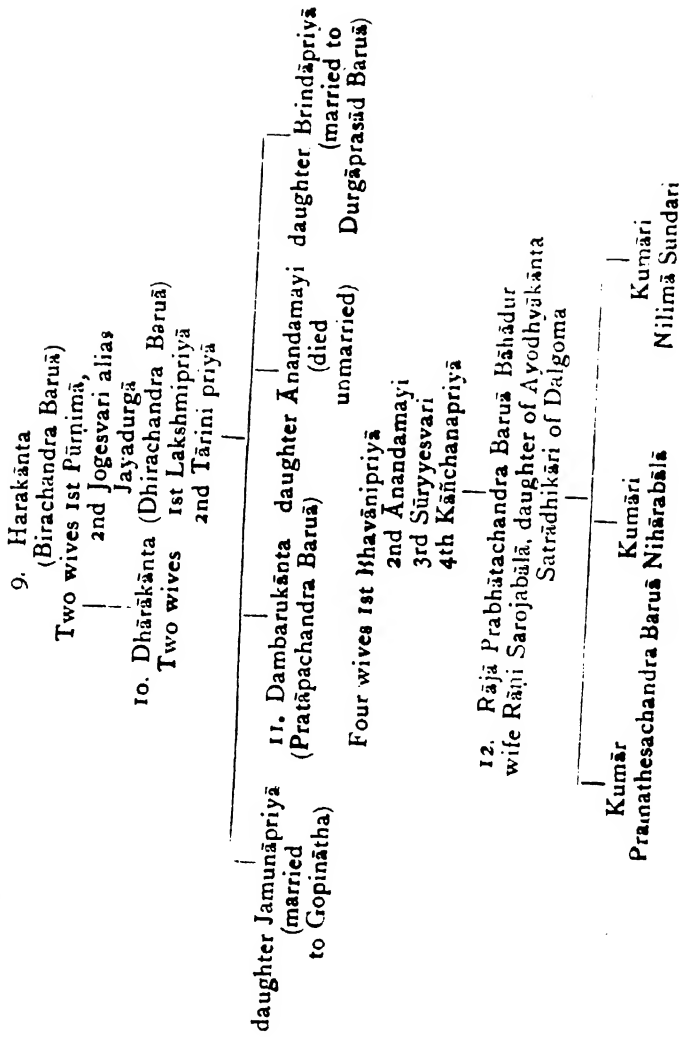 9. Harakānta
(Birachandra Baruā)
Two wives 1st Pūrṇimā,
2nd Jogesvari alias
Jayadurgā
10. Dhārākānta (Dhirachandra Baruā)
Two wives 1st Lakshmipriyā
2nd Tārini priyā
daughter Jamunāpriyā
(married
to Gopinātha)
11. Dambarukānta
(Pratāpachandra Baruā)
daughter Ānandamayi
(died
unmarried)
daughter Brindāpriyā
(married to
Durgāprasād Baruā)
Four wives 1st Bhavānipriyā
2nd Ānandamayi
3rd Sūryyesvari
4th Kāñchanapriyā
12. Rājā Prabhātachandra Baruā Bāhādur
wife Rāṇi Sarojabālā, daughter of Ayodhyākānta
Satrādhikāri of Dalgoma
Kumār
Pramathesachandra Baruā
Kumāri
Nihārabālā
Kumāri
Nilimā Sundari